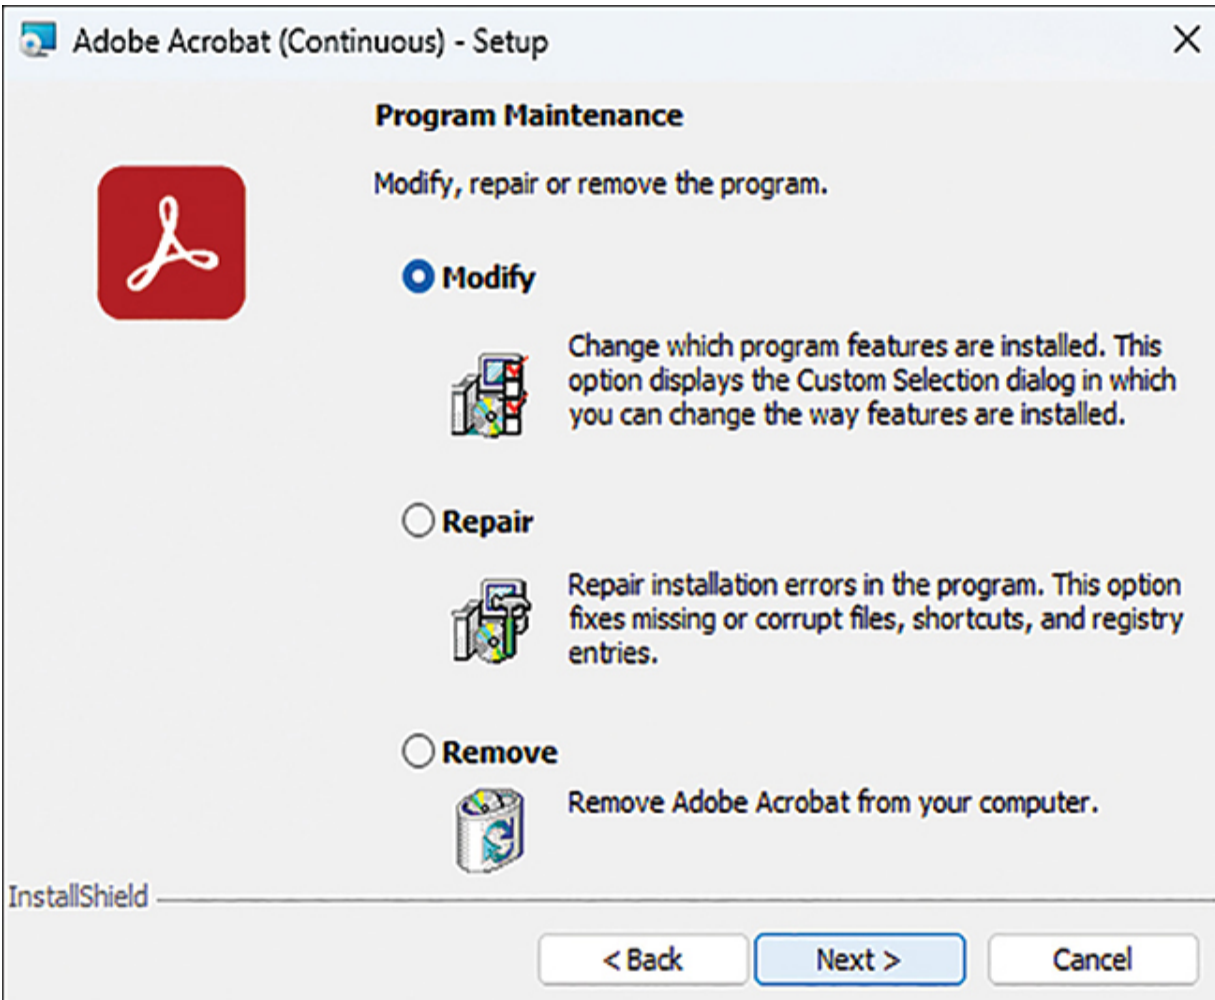 Adobe Acrobat (Continuous) - Setup
Program Maintenance
Modify, repair or remove the program.
Modify
Change which program features are installed. This
option displays the Custom Selection dialog in which
you can change the way features are installed.
Repair
Repair installation errors in the program. This option
fixes missing or corrupt files, shortcuts, and registry
entries.
Remove
Remove Adobe Acrobat from your computer.
InstallShield
< Back
Next >
Cancel